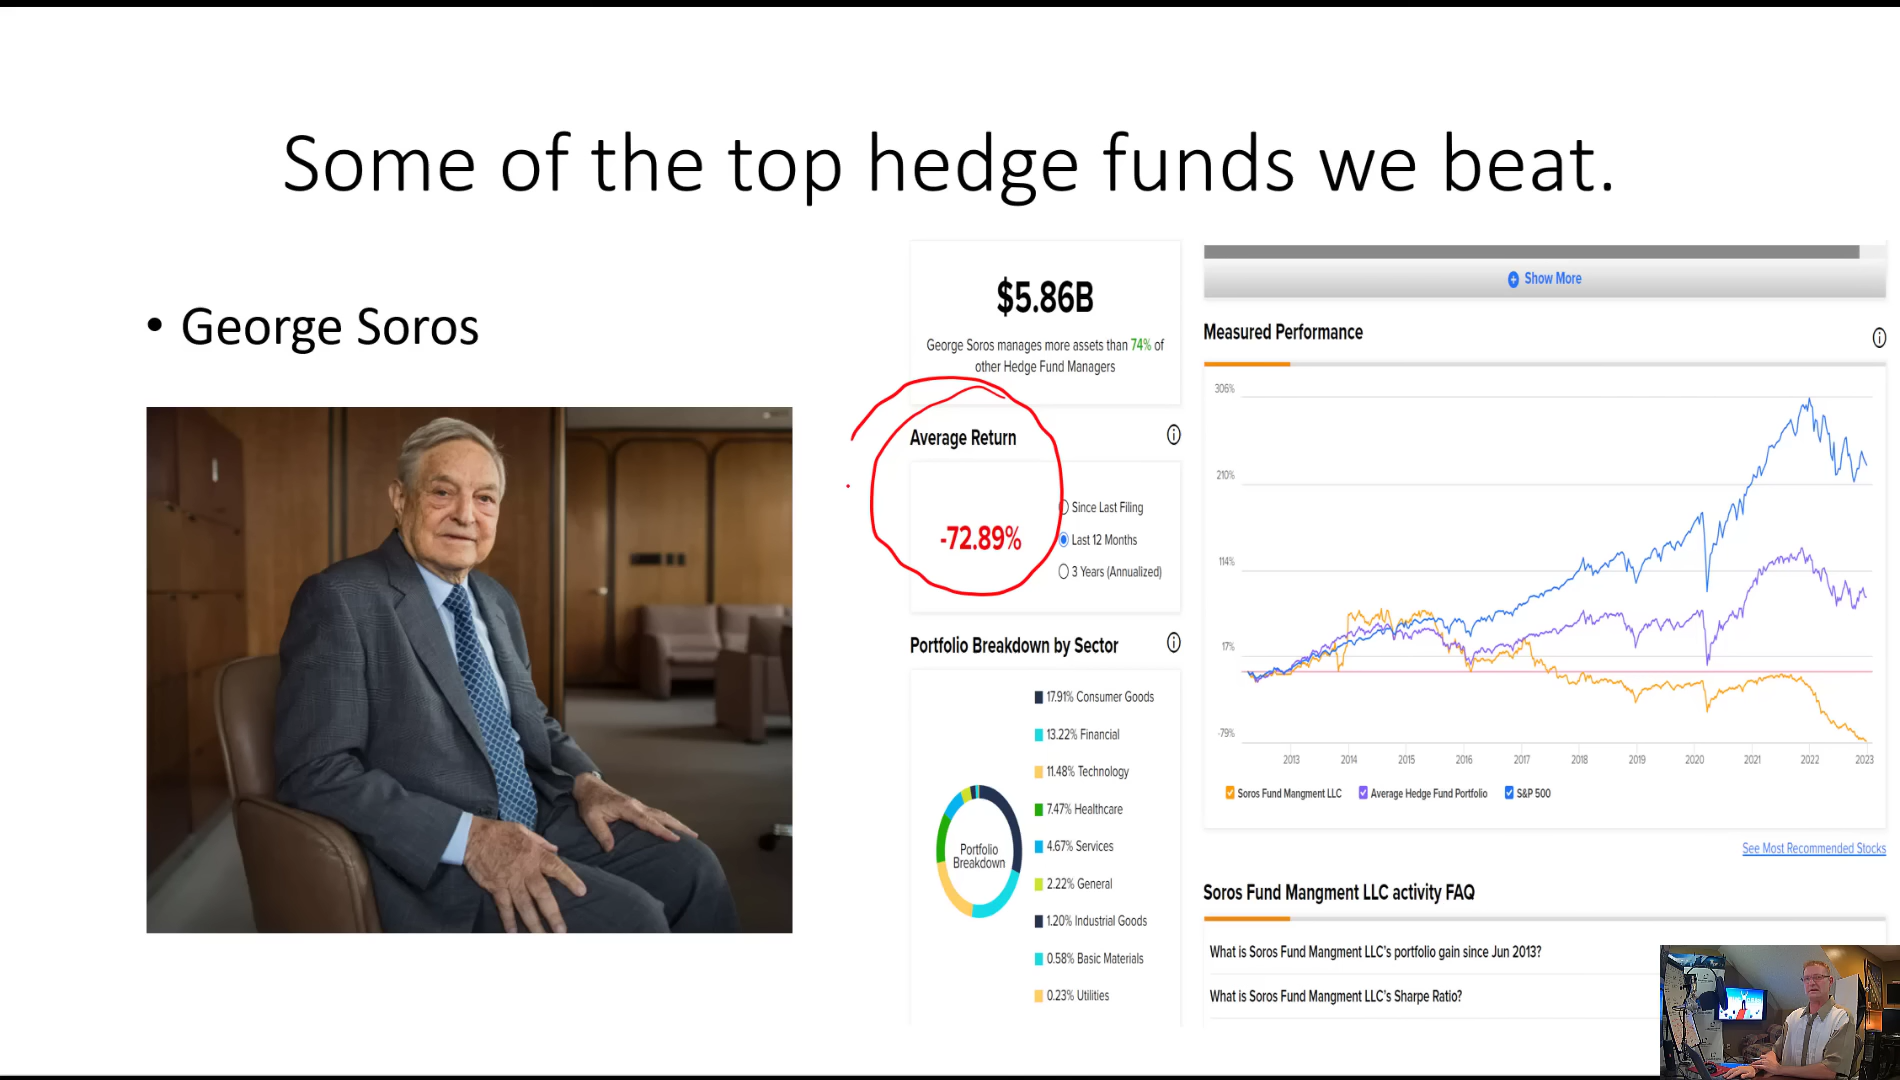 Some of the top hedge funds we beat.
• George Soros
$5.86B
George Soros manages more assets than 74% of
other Hedge Fund Managers
Average Return
-72.89%
Since Last Filing
Last 12 Months
3 Years (Annualized)
Portfolio Breakdown by Sector
Portfolio
Breakdown
17.91% Consumer Goods
13.22% Financial
11.48% Technology
7.47% Healthcare
4.67% Services
2.22% General
1.20% Industrial Goods
0.58% Basic Materials
0.23% Utilities
Show More
Measured Performance
306%
210%
114%
17%
-79%
2013 2014 2015 2016 2017 2018 2019 2020 2021 2022 2023
Soros Fund Mangment LLC Average Hedge Fund Portfolio S&P 500
See Most Recommended Stocks
Soros Fund Mangment LLC activity FAQ
What is Soros Fund Mangment LLC's portfolio gain since Jun 2013?
What is Soros Fund Mangment LLC's Sharpe Ratio?